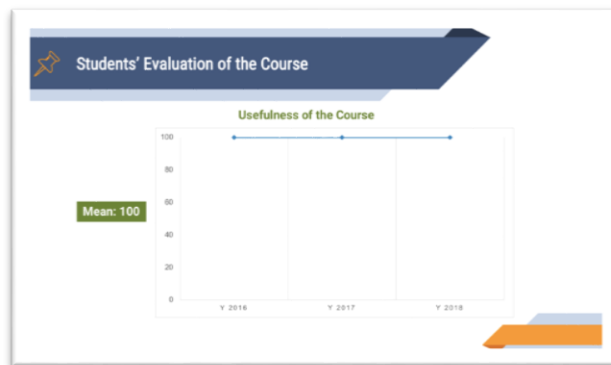 Students' Evaluation of the Course
Usefulness of the Course
100
80
60
Mean: 100
40
20
0
Y 2016 Y 2017 Y 2018